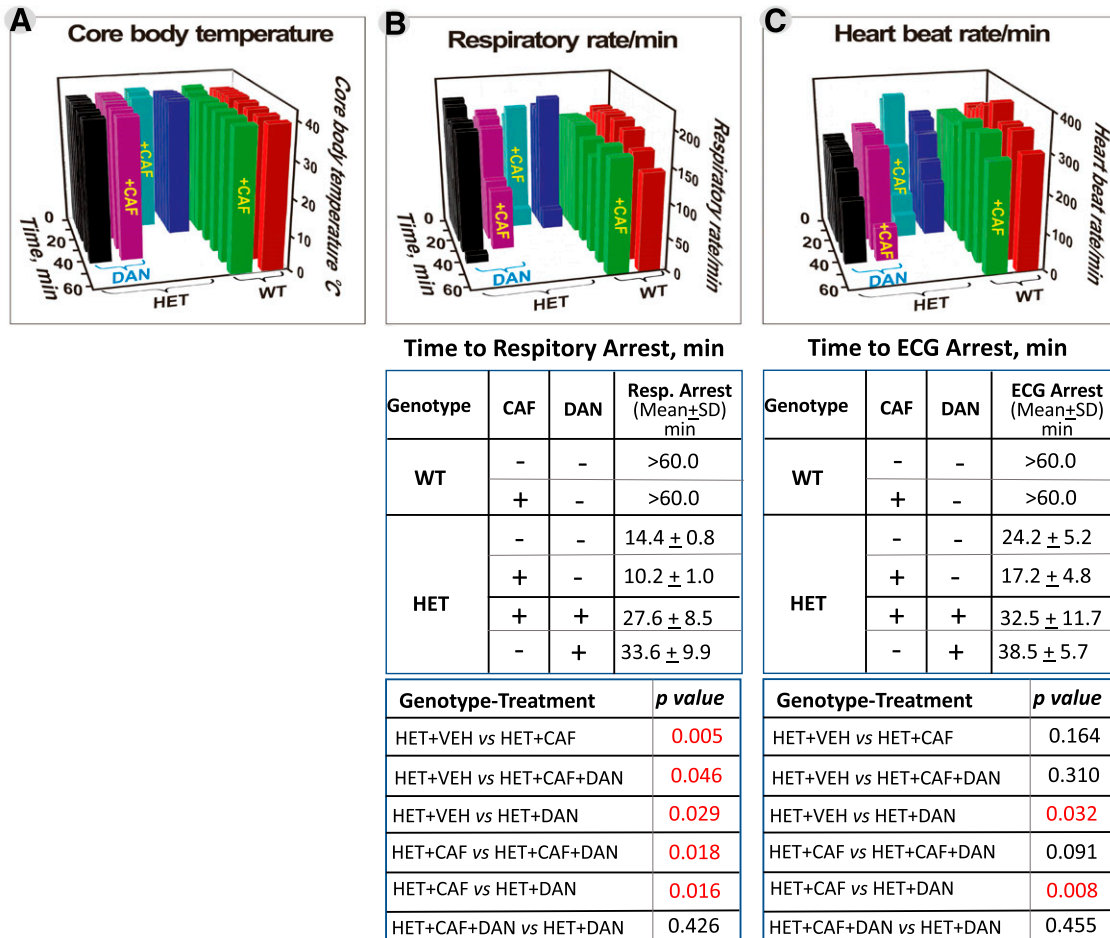 A
Core body temperature
+CAF
+CAF
+CAF
Core body temperature °C
40
30
20
10
0
Time, min
0
20
40
60
DAN
HET
WT
B
Respiratory rate/min
+CAF
+CAF
+CAF
Respiratory rate/min
200
150
100
50
0
Time, min
0
20
40
60
DAN
HET
WT
C
Heart beat rate/min
+CAF
+CAF
+CAF
Heart beat rate/min
400
300
200
100
0
Time, min
0
20
40
60
DAN
HET
WT
Time to Respitory Arrest, min
Genotype CAF DAN Resp. Arrest
(Mean±SD)
min
WT
- - >60.0
+ - >60.0
HET
- - 14.4 ± 0.8
+ - 10.2 ± 1.0
+ + 27.6 ± 8.5
- + 33.6 ± 9.9
Genotype-Treatment p value
HET+VEH vs HET+CAF 0.005
HET+VEH vs HET+CAF+DAN 0.046
HET+VEH vs HET+DAN 0.029
HET+CAF vs HET+CAF+DAN 0.018
HET+CAF vs HET+DAN 0.016
HET+CAF+DAN vs HET+DAN 0.426
Time to ECG Arrest, min
Genotype CAF DAN ECG Arrest
(Mean±SD)
min
WT
- - >60.0
+ - >60.0
HET
- - 24.2 ± 5.2
+ - 17.2 ± 4.8
+ + 32.5 ± 11.7
- + 38.5 ± 5.7
Genotype-Treatment p value
HET+VEH vs HET+CAF 0.164
HET+VEH vs HET+CAF+DAN 0.310
HET+VEH vs HET+DAN 0.032
HET+CAF vs HET+CAF+DAN 0.091
HET+CAF vs HET+DAN 0.008
HET+CAF+DAN vs HET+DAN 0.455